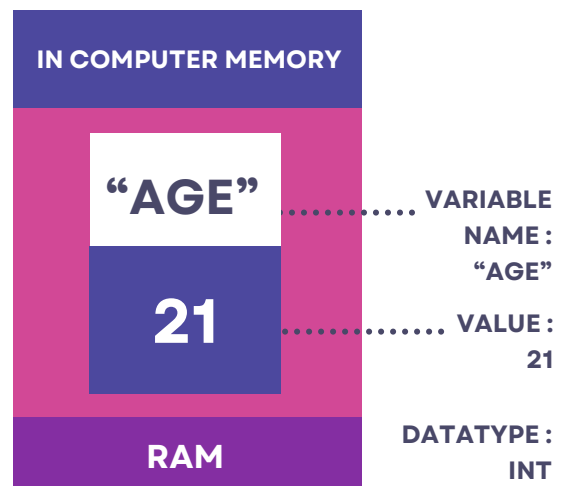 IN COMPUTER MEMORY
“AGE”
VARIABLE
NAME :
“AGE”
21
VALUE :
21
RAM
DATATYPE :
INT